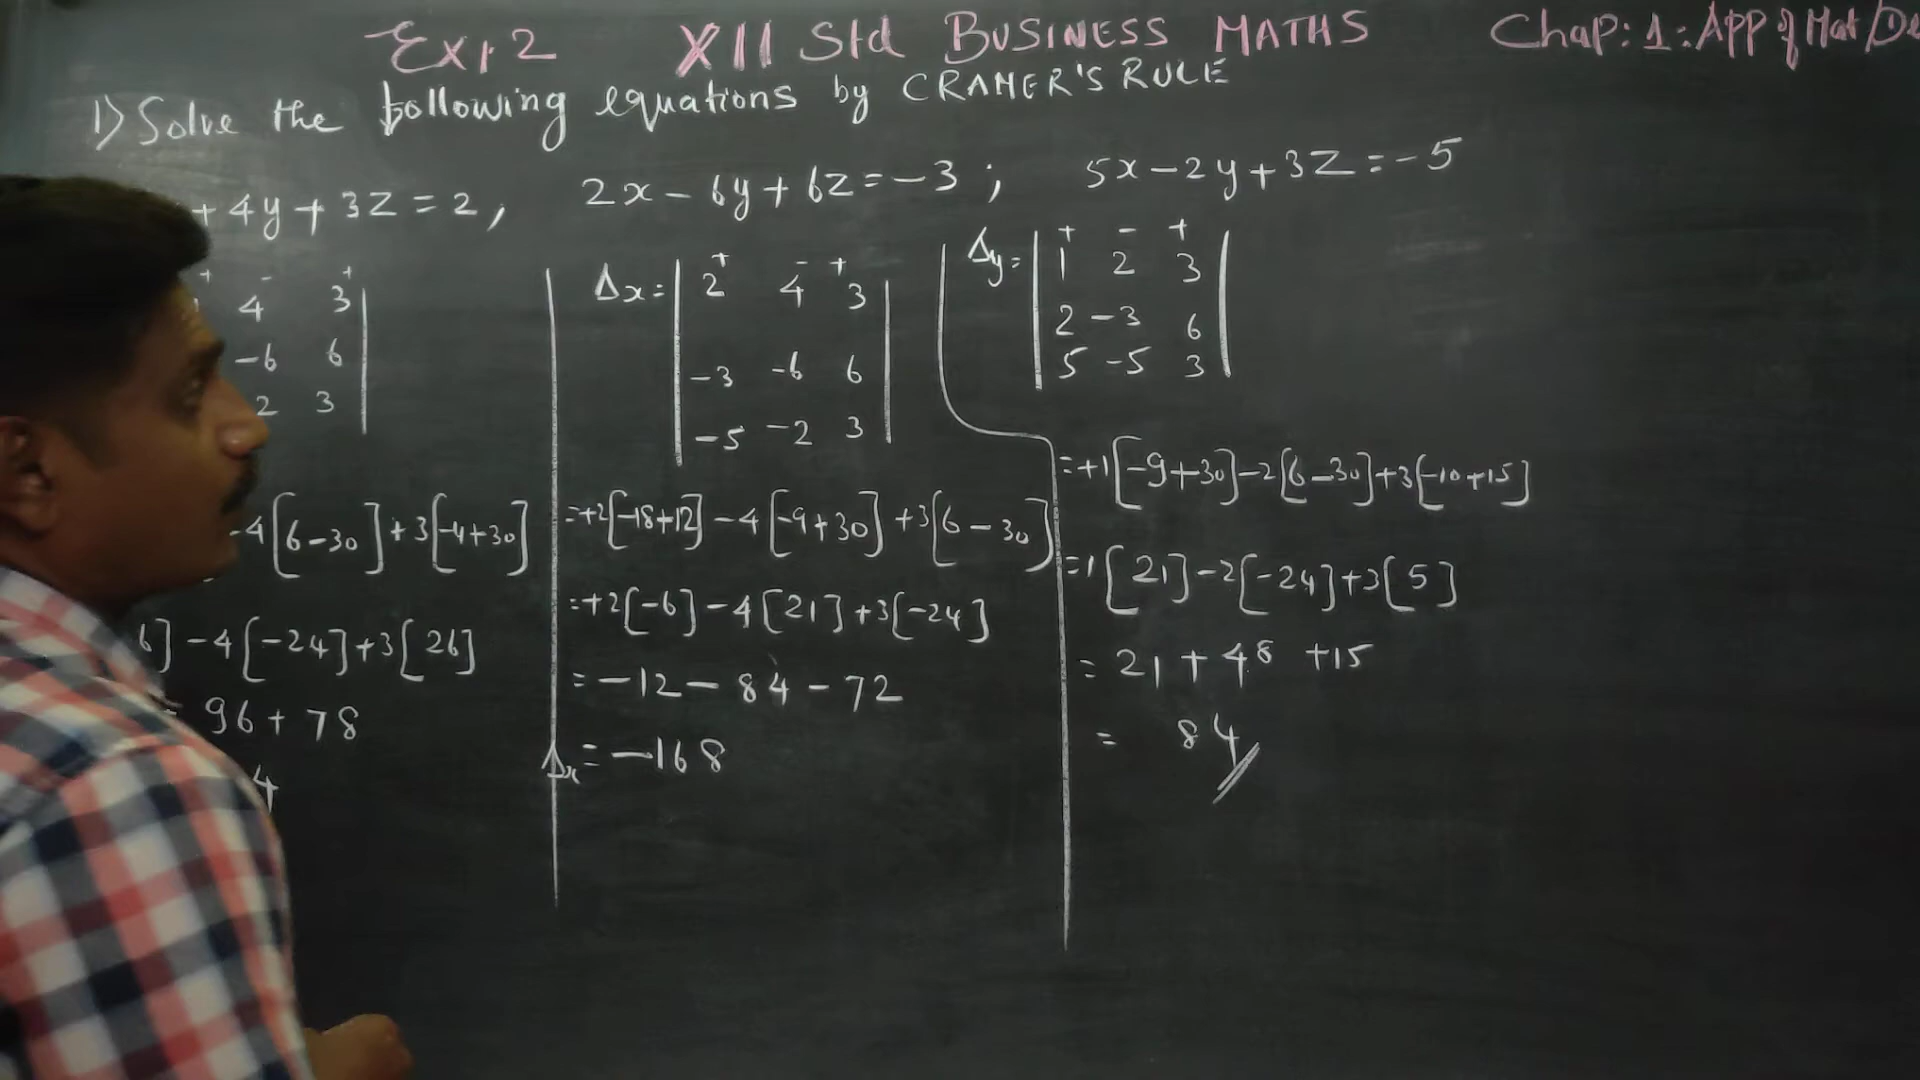 Ex 1.2 XII Std BUSINESS MATHS Chap: 1: App of Mat/De
1) Solve the following equations by CRAMER'S RULE
+ 4y + 3z = 2, 2x - 6y + 6z = -3 ; 5x - 2y + 3z = -5
+ - +
4 3
-6 6
2 3
-4[6-30] + 3[-4+30]
6] - 4[-24] + 3[26]
96 + 78
4
+ - +
Δx = | 2 4 3 |
-3 -6 6
-5 -2 3
= +2[-18+12] - 4[-9+30] + 3[6-30]
= +2[-6] - 4[21] + 3[-24]
= -12 - 84 - 72
Δx = -168
+ - +
Δy = | 1 2 3 |
2 -3 6
5 -5 3
= +1[-9+30] - 2[6-30] + 3[-10+15]
= 1[21] - 2[-24] + 3[5]
= 21 + 48 + 15
= 84